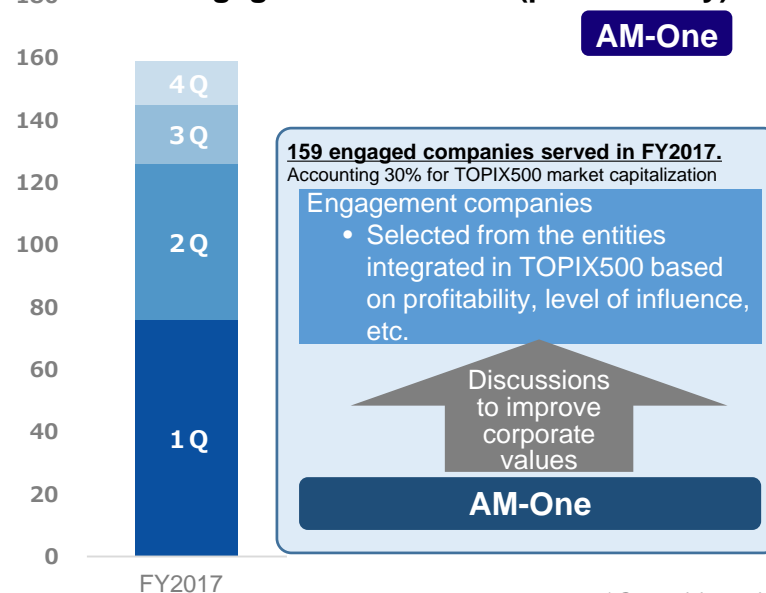 AM-One
160
140
120
100
80
60
40
20
0
4Q
3Q
2Q
1Q
FY2017
159 engaged companies served in FY2017.
Accounting 30% for TOPIX500 market capitalization
Engagement companies
• Selected from the entities
integrated in TOPIX500 based
on profitability, level of influence,
etc.
Discussions
to improve
corporate
values
AM-One